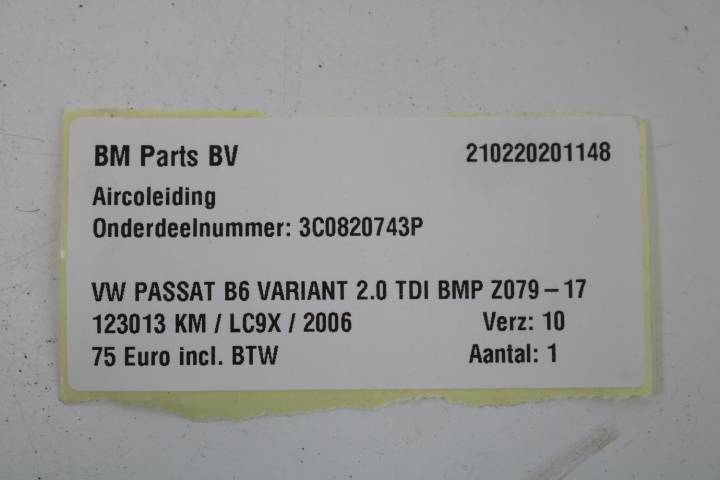 BM Parts BV 210220201148
Aircoleiding
Onderdeelnummer: 3C0820743P
VW PASSAT B6 VARIANT 2.0 TDI BMP Z079-17
123013 KM / LC9X / 2006 Verz: 10
75 Euro incl. BTW Aantal: 1